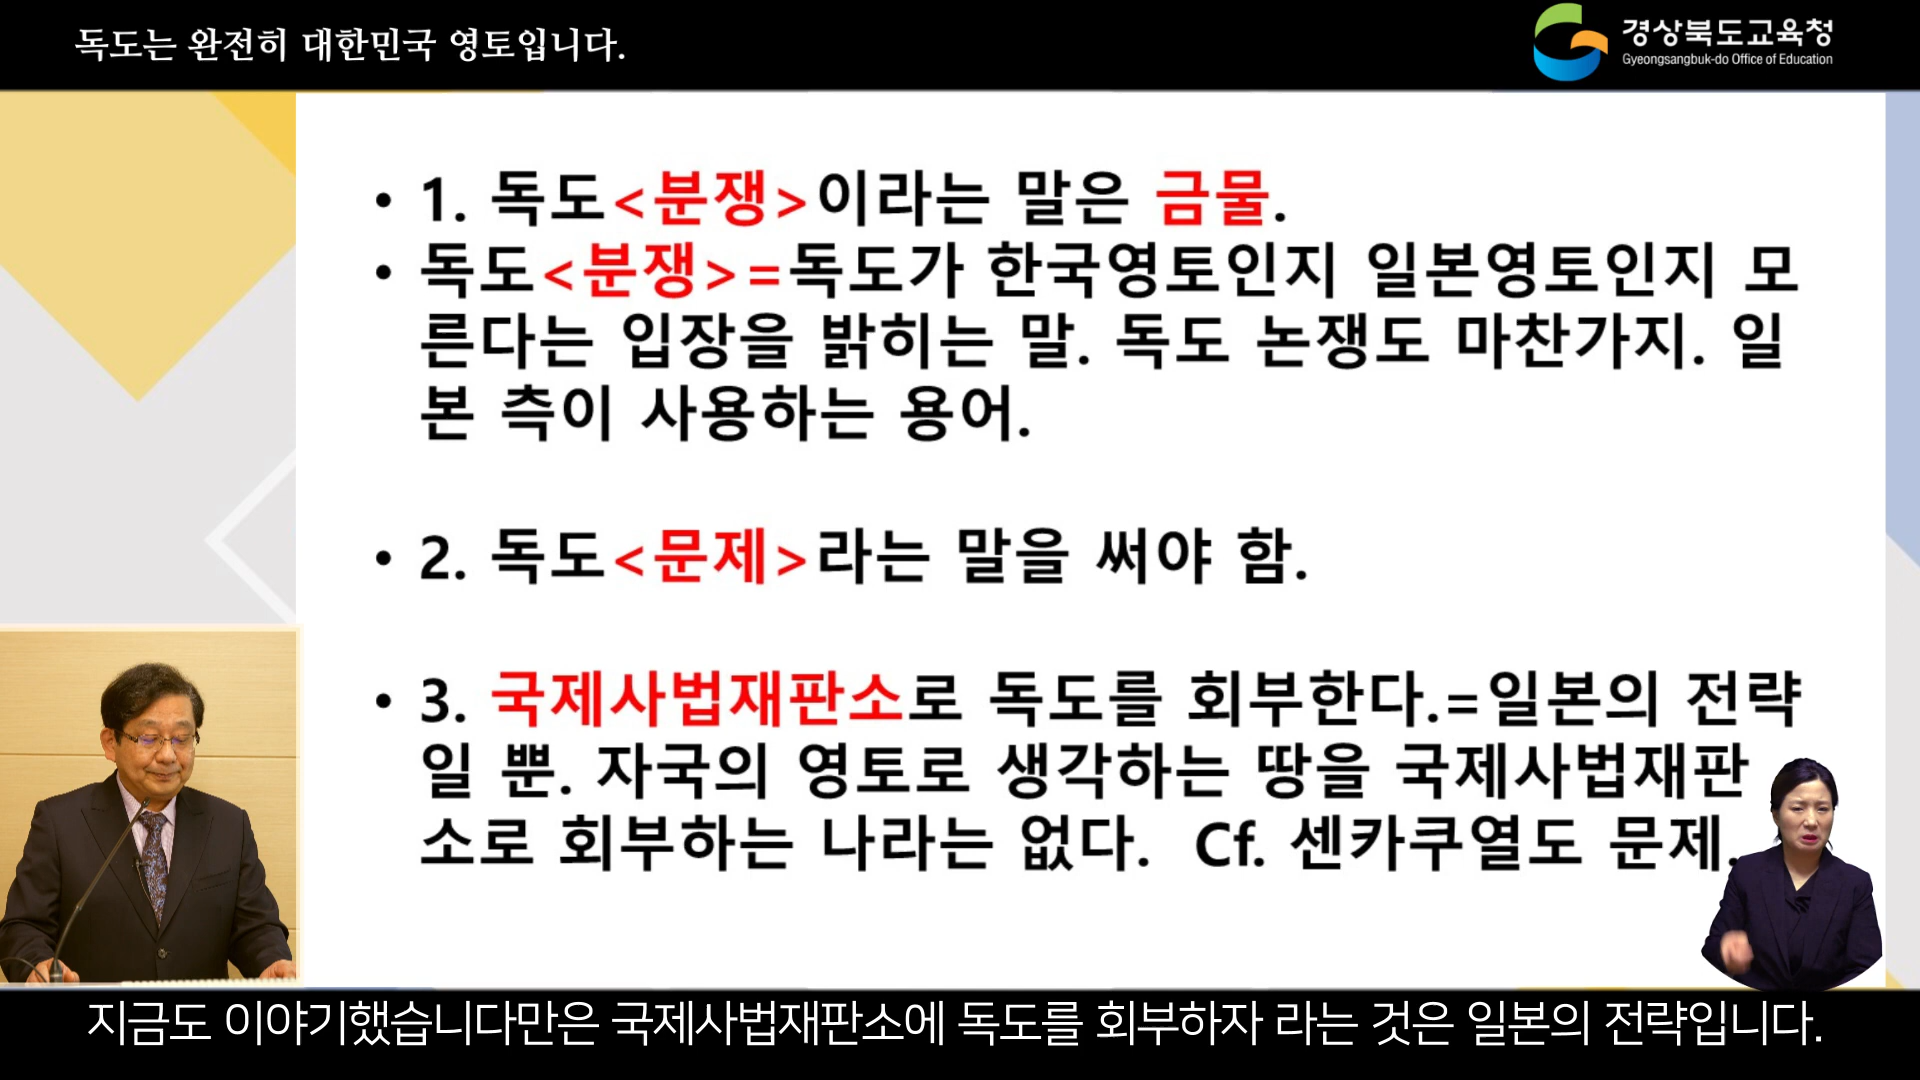 독도는 완전히 대한민국 영토입니다.
경상북도교육청
Gyeongsangbuk-do Office of Education
• 1. 독도<분쟁>이라는 말은 금물.
• 독도<분쟁>=독도가 한국영토인지 일본영토인지 모
른다는 입장을 밝히는 말. 독도 논쟁도 마찬가지. 일
본 측이 사용하는 용어.
• 2. 독도<문제>라는 말을 써야 함.
• 3. 국제사법재판소로 독도를 회부한다.=일본의 전략
일 뿐. 자국의 영토로 생각하는 땅을 국제사법재판
소로 회부하는 나라는 없다. Cf. 센카쿠열도 문제.
지금도 이야기했습니다만은 국제사법재판소에 독도를 회부하자 라는 것은 일본의 전략입니다.